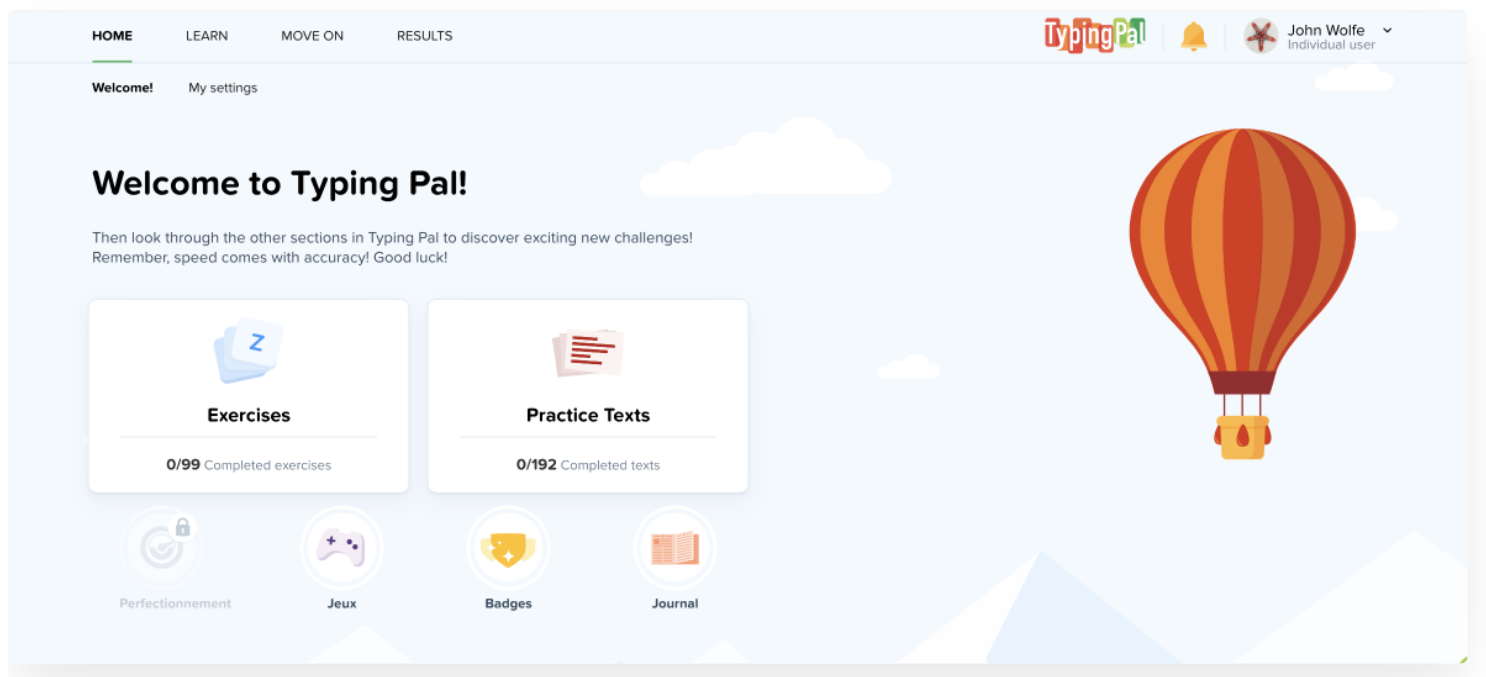 HOME LEARN MOVE ON RESULTS
TypingPal
John Wolfe
Individual user
Welcome! My settings
Welcome to Typing Pal!
Then look through the other sections in Typing Pal to discover exciting new challenges!
Remember, speed comes with accuracy! Good luck!
Z
Exercises
0/99 Completed exercises
Practice Texts
0/192 Completed texts
Perfectionnement Jeux Badges Journal